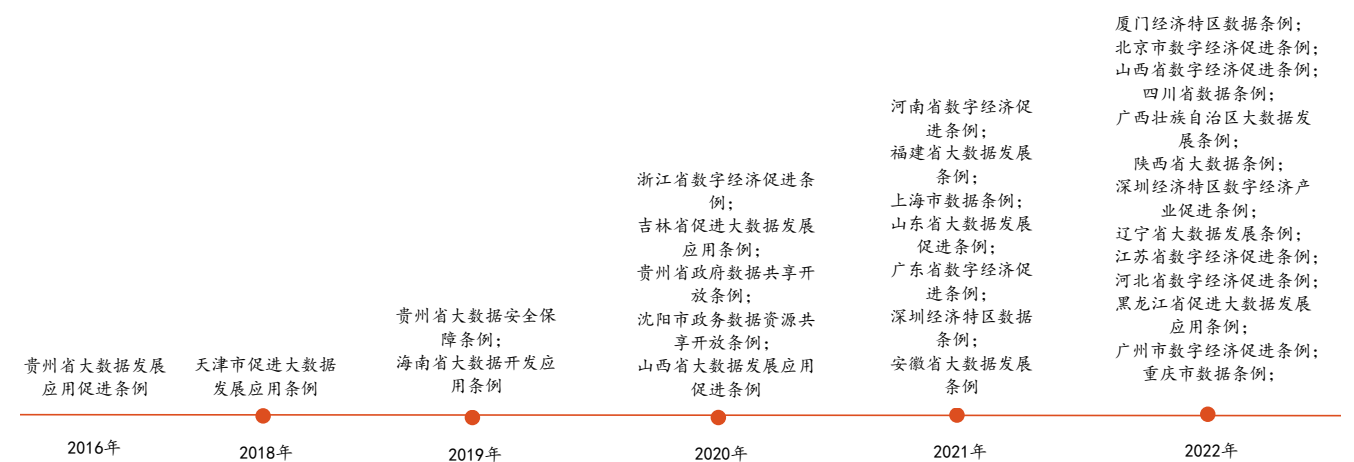 贵州省大数据发展
应用促进条例
2016年
天津市促进大数据
发展应用条例
2018年
贵州省大数据安全保
障条例;
海南省大数据开发应
用条例
2019年
浙江省数字经济促进条
例;
吉林省促进大数据发展
应用条例;
贵州省政府数据共享开
放条例;
沈阳市政务数据资源共
享开放条例;
山西省大数据发展应用
促进条例
2020年
河南省数字经济促
进条例;
福建省大数据发展
条例;
上海市数据条例;
山东省大数据发展
促进条例;
广东省数字经济促
进条例;
深圳经济特区数据
条例;
安徽省大数据发展
条例
2021年
厦门经济特区数据条例;
北京市数字经济促进条例;
山西省数字经济促进条例;
四川省数据条例;
广西壮族自治区大数据发
展条例;
陕西省大数据条例;
深圳经济特区数字经济产
业促进条例;
辽宁省大数据发展条例;
江苏省数字经济促进条例;
河北省数字经济促进条例;
黑龙江省促进大数据发展
应用条例;
广州市数字经济促进条例;
重庆市数据条例;
2022年